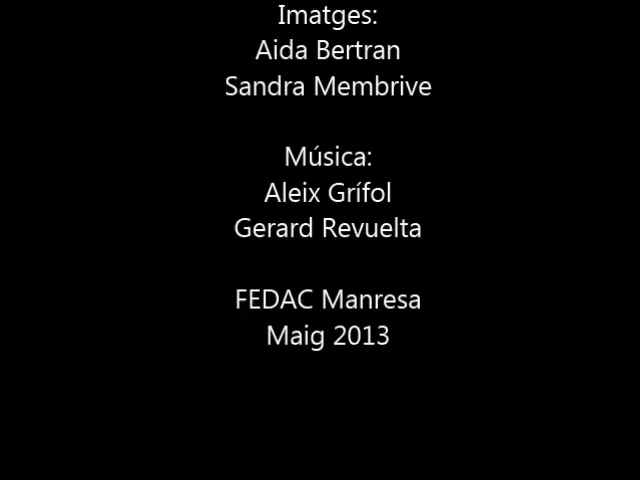 Imatges:
Aida Bertran
Sandra Membrive
Música:
Aleix Grífol
Gerard Revuelta
FEDAC Manresa
Maig 2013